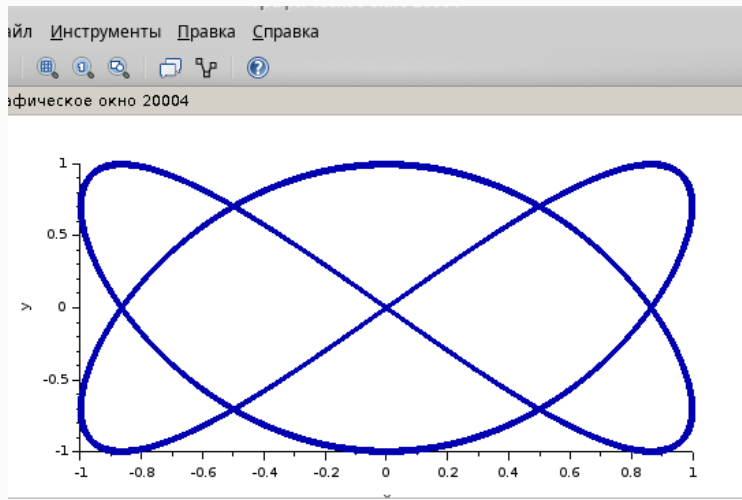 айл Инструменты Правка Справка
афическое окно 20004
1
0.5
0
-0.5
-1
y
-1 -0.8 -0.6 -0.4 -0.2 0 0.2 0.4 0.6 0.8 1